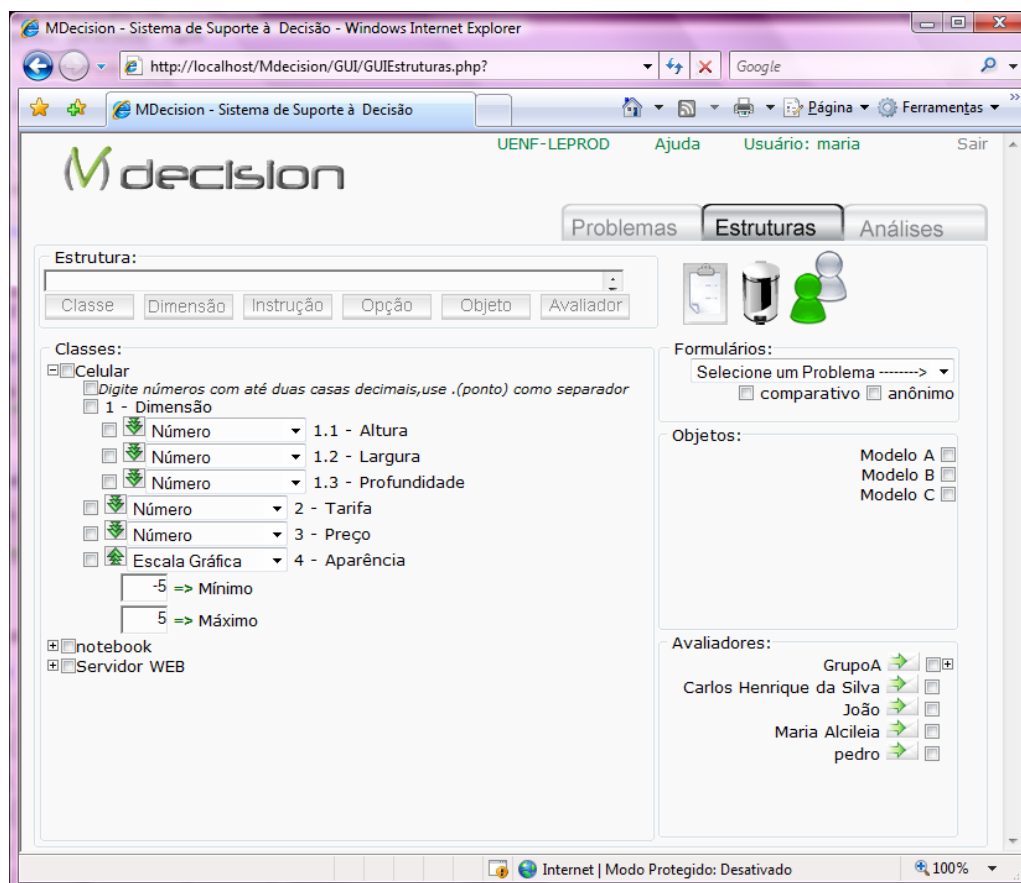 MDecision - Sistema de Suporte à Decisão - Windows Internet Explorer
http://localhost/Mdecision/GUI/GUIEstruturas.php?
Google
MDecision - Sistema de Suporte à Decisão
Página
Ferramentas
»
UENF-LEPROD Ajuda Usuário: maria Sair
Mdecision
Problemas Estruturas Análises
Estrutura:
Classe Dimensão Instrução Opção Objeto Avaliador
Classes:
Celular
Digite números com até duas casas decimais,use .(ponto) como separador
1 - Dimensão
Número 1.1 - Altura
Número 1.2 - Largura
Número 1.3 - Profundidade
Número 2 - Tarifa
Número 3 - Preço
Escala Gráfica 4 - Aparência
-5 => Mínimo
5 => Máximo
notebook
Servidor WEB
Formulários:
Selecione um Problema -------->
comparativo anônimo
Objetos:
Modelo A
Modelo B
Modelo C
Avaliadores:
GrupoA
Carlos Henrique da Silva
João
Maria Alcileia
pedro
Internet | Modo Protegido: Desativado
100%